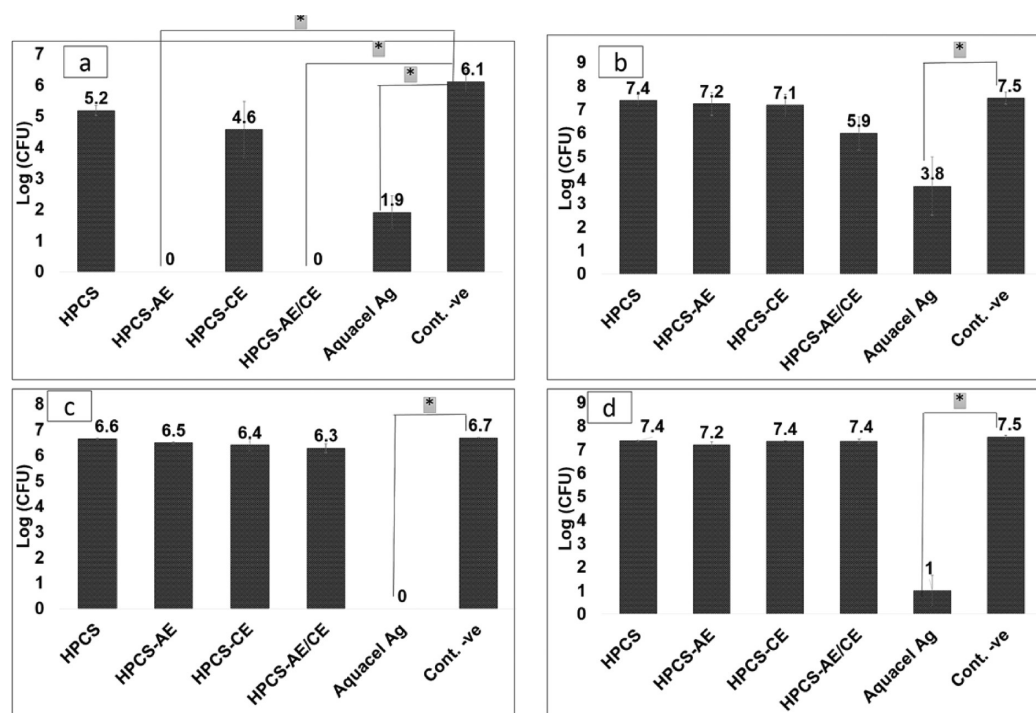 a
*
*
*
Log (CFU)
7
6
5
4
3
2
1
0
5.2
0
4.6
0
1.9
6.1
HPCS
HPCS-AE
HPCS-CE
HPCS-AE/CE
Aquacel Ag
Cont. -ve
b
*
Log (CFU)
9
8
7
6
5
4
3
2
1
0
7.4
7.2
7.1
5.9
3.8
7.5
HPCS
HPCS-AE
HPCS-CE
HPCS-AE/CE
Aquacel Ag
Cont. -ve
c
*
Log (CFU)
8
7
6
5
4
3
2
1
0
6.6
6.5
6.4
6.3
0
6.7
HPCS
HPCS-AE
HPCS-CE
HPCS-AE/CE
Aquacel Ag
Cont. -ve
d
*
Log (CFU)
9
8
7
6
5
4
3
2
1
0
7.4
7.2
7.4
7.4
1
7.5
HPCS
HPCS-AE
HPCS-CE
HPCS-AE/CE
Aquacel Ag
Cont. -ve